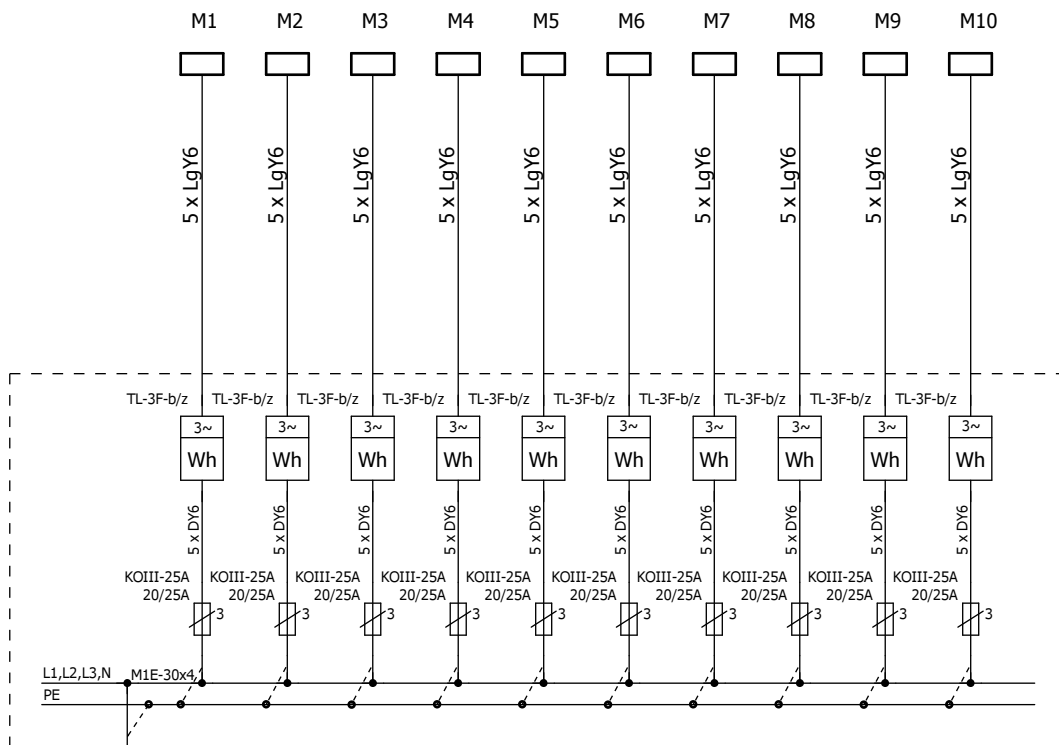 M1 M2 M3 M4 M5 M6 M7 M8 M9 M10
5 x LgY6 5 x LgY6 5 x LgY6 5 x LgY6 5 x LgY6 5 x LgY6 5 x LgY6 5 x LgY6 5 x LgY6 5 x LgY6
TL-3F-b/z TL-3F-b/z TL-3F-b/z TL-3F-b/z TL-3F-b/z TL-3F-b/z TL-3F-b/z TL-3F-b/z TL-3F-b/z TL-3F-b/z
3~ 3~ 3~ 3~ 3~ 3~ 3~ 3~ 3~ 3~
Wh Wh Wh Wh Wh Wh Wh Wh Wh Wh
5 x DY6 5 x DY6 5 x DY6 5 x DY6 5 x DY6 5 x DY6 5 x DY6 5 x DY6 5 x DY6 5 x DY6
KOIII-25A KOIII-25A KOIII-25A KOIII-25A KOIII-25A KOIII-25A KOIII-25A KOIII-25A KOIII-25A KOIII-25A
20/25A 20/25A 20/25A 20/25A 20/25A 20/25A 20/25A 20/25A 20/25A 20/25A
3 3 3 3 3 3 3 3 3 3
L1,L2,L3,N M1E-30x4
PE